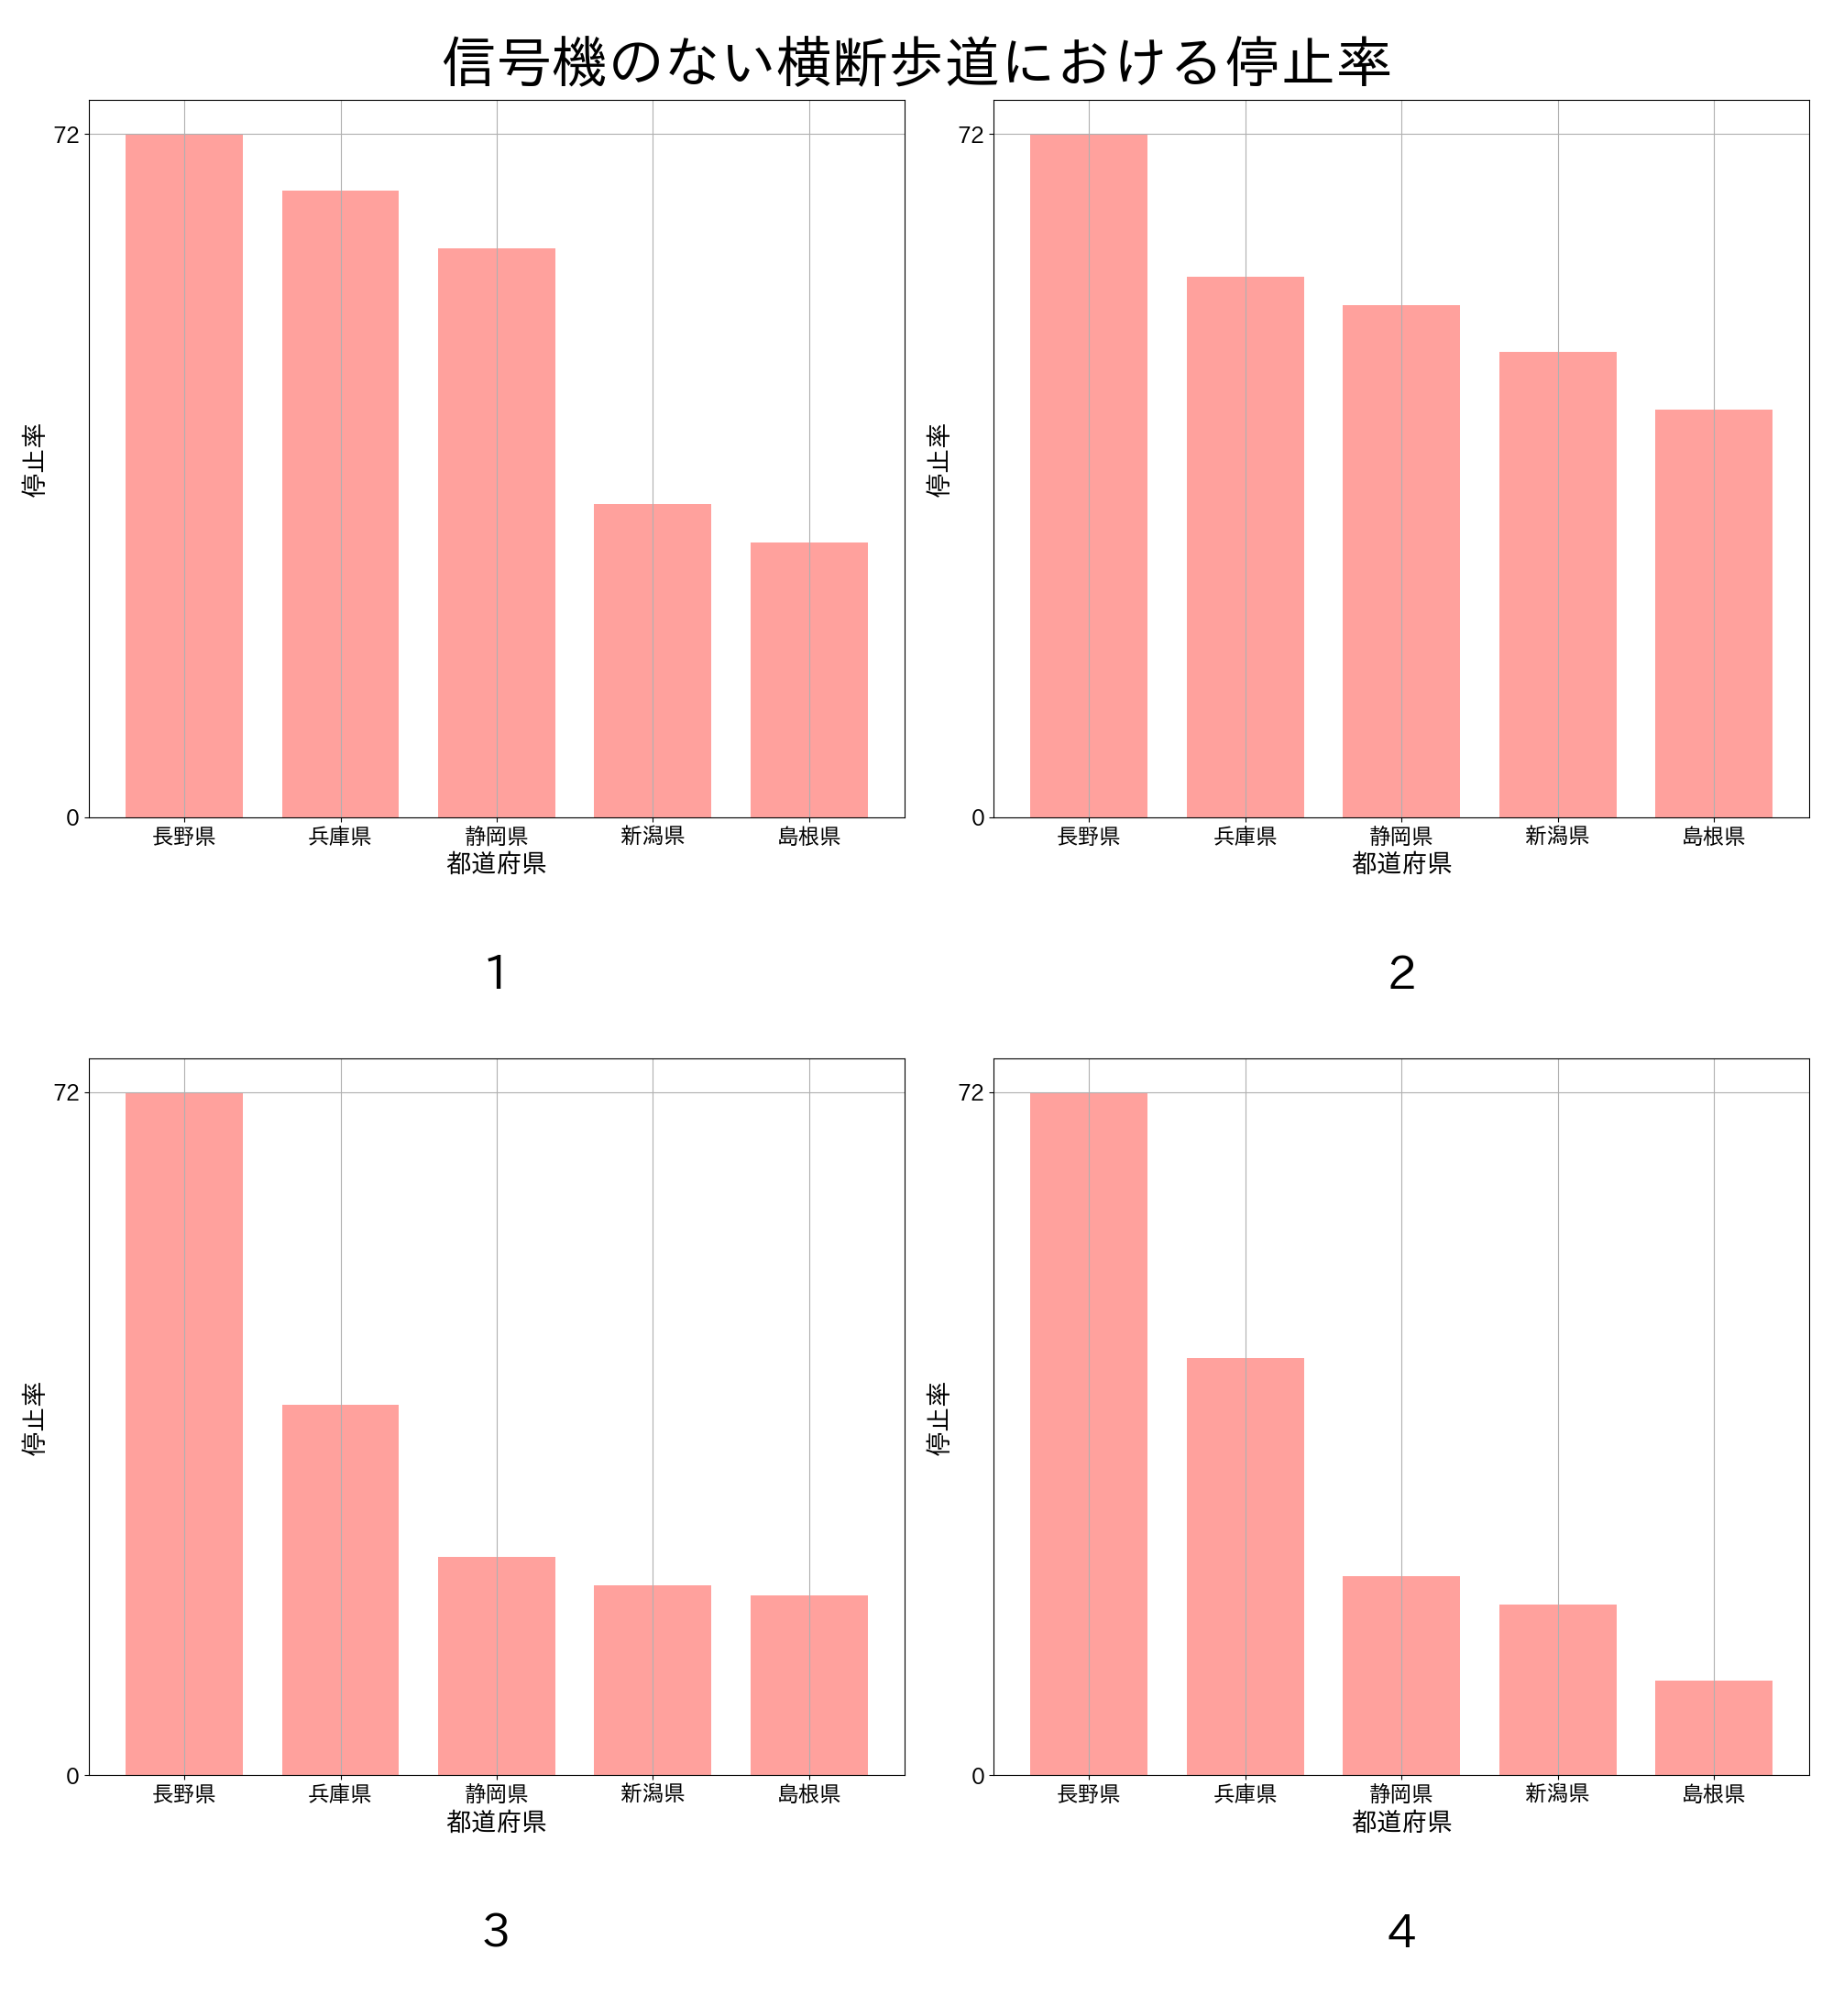 信号機のない横断歩道における停止率
72
停止率
0
長野県 兵庫県 静岡県 新潟県 島根県
都道府県
1
72
停止率
0
長野県 兵庫県 静岡県 新潟県 島根県
都道府県
2
72
停止率
0
長野県 兵庫県 静岡県 新潟県 島根県
都道府県
3
72
停止率
0
長野県 兵庫県 静岡県 新潟県 島根県
都道府県
4